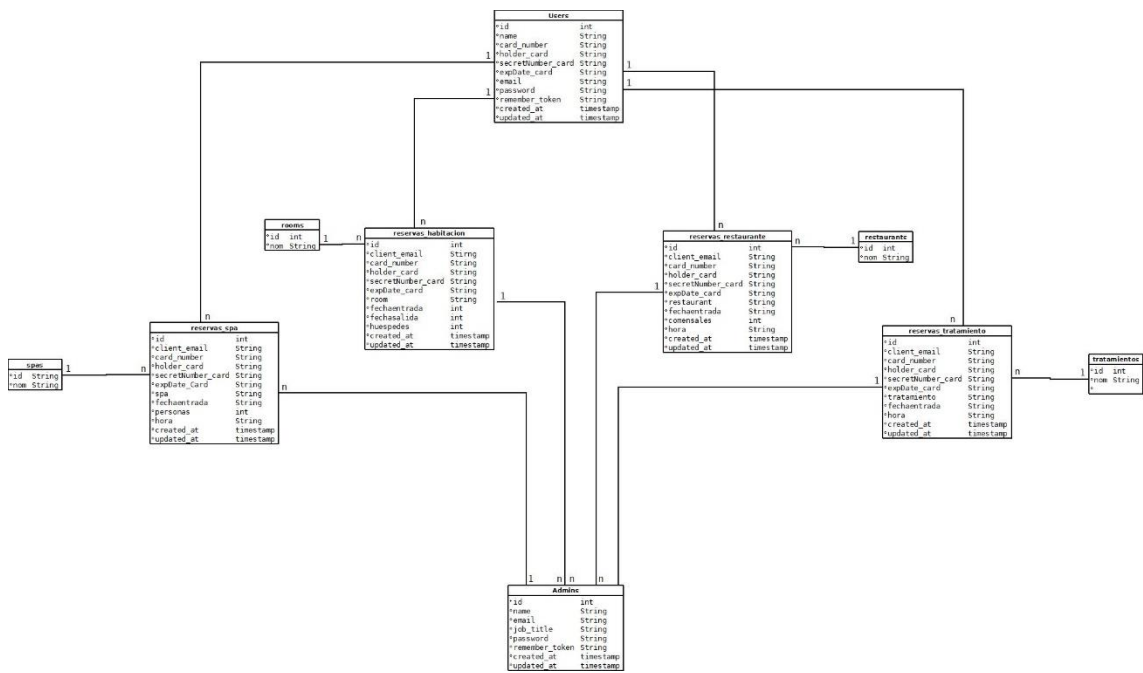 Users
*id int
*name String
*card_number String
*holder_card String
*secretNumber_card String
*expDate_card String
*email String
*password String
*remember_token String
*created_at timestamp
*updated_at timestamp
1
1
1
1
n
n
n
n
rooms
*id int
*nom String
1 n
reservas_habitacion
*id int
*client_email Stirng
*card_number String
*holder_card String
*secretNumber_card String
*expDate_card String
*room String
*fechaentrada int
*fechasalida int
*huespedes int
*created_at timestamp
*updated_at timestamp
1
reservas_restaurante
*id int
*client_email String
*card_number String
*holder_card String
*secretNumber_card String
*expDate_card String
*restaurant String
*fechaentrada String
*comensales int
*hora String
*created_at timestamp
*updated_at timestamp
1
n 1
restaurante
*id int
*nom String
spas
*id String
*nom String
1 n
reservas_spa
*id int
*client_email String
*card_number String
*holder_card String
*secretNumber_card String
*expDate_Card String
*spa String
*fechaentrada String
*personas int
*hora String
*created_at timestamp
*updated_at timestamp
n
reservas_tratamiento
*id int
*client_email String
*card_number String
*holder_card String
*secretNumber_card String
*expDate_card String
*tratamiento String
*fechaentrada String
*hora String
*created_at timestamp
*updated_at timestamp
1
n 1
tratamientos
*id int
*nom String
*
1 n n n n
Admins
*id int
*name String
*email String
*job_title String
*password String
*remember_token String
*created_at timestamp
*updated_at timestamp